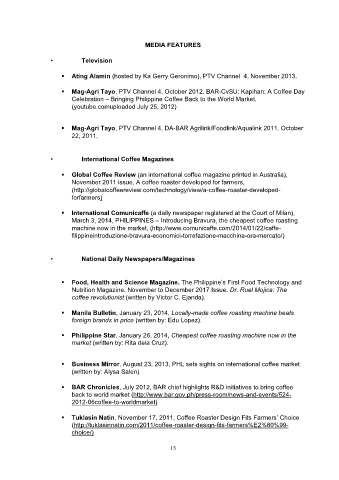 MEDIA FEATURES
• Television
▪ Ating Alamin (hosted by Ka Gerry Geronimo), PTV Channel 4, November 2013.
▪ Mag-Agri Tayo, PTV Channel 4, October 2012. BAR-CvSU: Kapihan: A Coffee Day
Celebration – Bringing Philippine Coffee Back to the World Market.
(youtube.comuploaded July 25, 2012)
▪ Mag-Agri Tayo, PTV Channel 4, DA-BAR Agrilink/Foodlink/Aqualink 2011. October
22, 2011.
• International Coffee Magazines
▪ Global Coffee Review (an international coffee magazine printed in Australia),
November 2011 issue, A coffee roaster developed for farmers,
(http://globalcoffeereview.com/technology/view/a-coffee-roaster-developed-
forfarmers)
▪ International Comunicaffe (a daily newspaper registered at the Court of Milan),
March 3, 2014, PHILIPPINES – Introducing Bravura, the cheapest coffee roasting
machine now in the market, (http://www.comunicaffe.com/2014/01/22/caffe-
filippineintroduzione-bravura-economici-torrefazione-macchina-ora-mercato/)
• National Daily Newspapers/Magazines
▪ Food, Health and Science Magazine. The Philippine's First Food Technology and
Nutrition Magazine. November to December 2017 Issue. Dr. Ruel Mojica: The
coffee revolutionist (written by Victor C. Ejanda).
▪ Manila Bulletin, January 23, 2014, Locally-made coffee roasting machine beats
foreign brands in price (written by: Edu Lopez).
▪ Philippine Star, January 26, 2014, Cheapest coffee roasting machine now in the
market (written by: Rita dela Cruz).
▪ Business Mirror, August 23, 2013, PHL sets sights on international coffee market
(written by: Alysa Salen)
▪ BAR Chronicles, July 2012, BAR chief highlights R&D initiatives to bring coffee
back to world market (http://www.bar.gov.ph/press-room/news-and-events/524-
2012-06coffee-to-worldmarket)
▪ Tuklasin Natin, November 17, 2011, Coffee Roaster Design Fits Farmers' Choice
(http://tuklasinnatin.com/2011/coffee-roaster-design-fits-farmers%E2%80%99-
choice/)
15